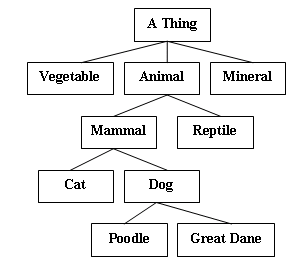 A Thing
Vegetable
Animal
Mineral
Mammal
Reptile
Cat
Dog
Poodle
Great Dane